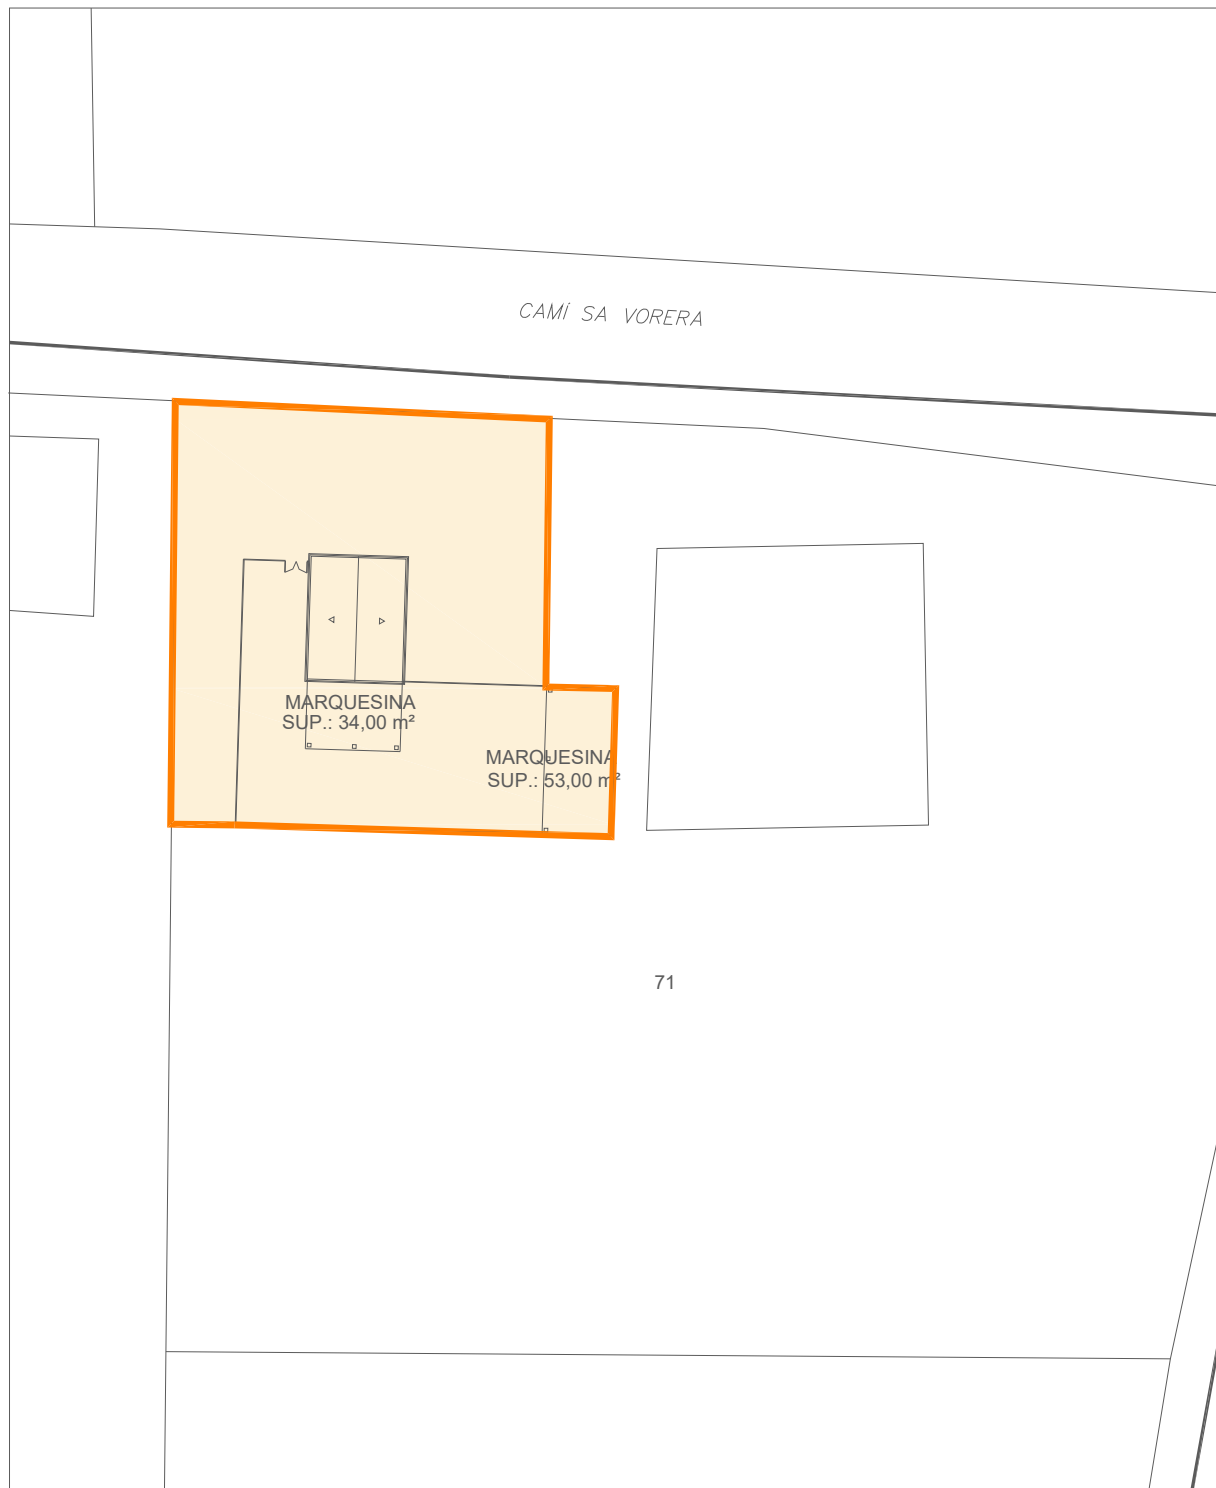 CAMÍ SA VORERA
MARQUESINA
SUP.: 34,00 m²
MARQUESINA
SUP.: 53,00 m²
71